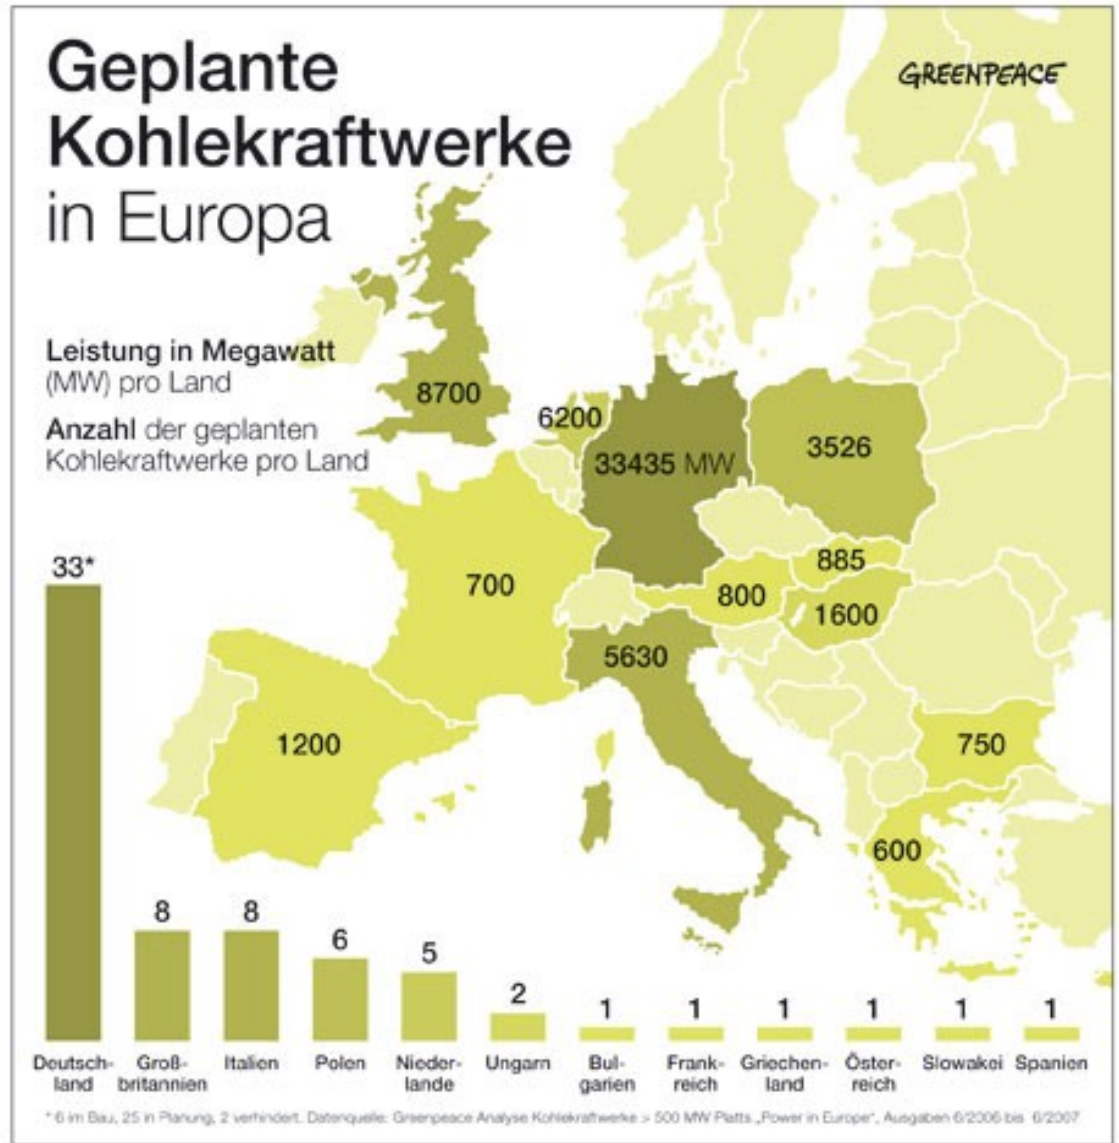 Geplante
Kohlekraftwerke
in Europa
GREENPEACE
Leistung in Megawatt
(MW) pro Land
Anzahl der geplanten
Kohlekraftwerke pro Land
8700
6200
33435 MW
3526
700
885
800
1600
5630
1200
750
600
33*
8
8
6
5
2
1
1
1
1
1
1
Deutsch-
land
Groß-
britannien
Italien
Polen
Nieder-
lande
Ungarn
Bul-
garien
Frank-
reich
Griechen-
land
Öster-
reich
Slowakei
Spanien
* 6 im Bau, 25 in Planung, 2 verhindert. Datenquelle: Greenpeace Analyse Kohlekraftwerke > 500 MW Platts „Power in Europe“, Ausgaben 6/2006 bis 6/2007